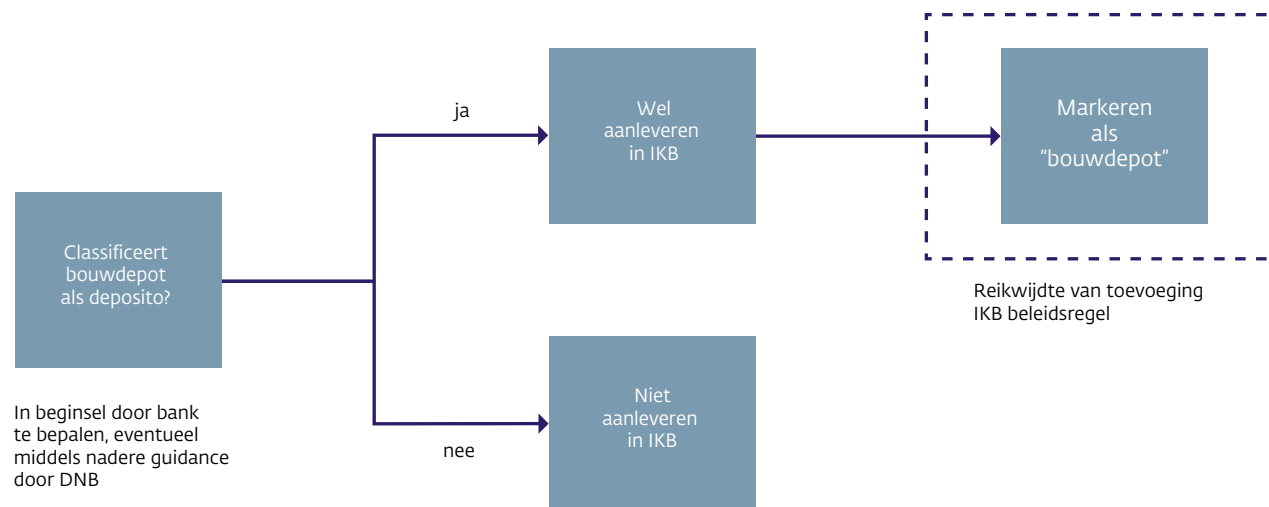 Classificeert
bouwdepot
als deposito?
In beginsel door bank
te bepalen, eventueel
middels nadere guidance
door DNB
ja
Wel
aanleveren
in IKB
nee
Niet
aanleveren
in IKB
Markeren
als
“bouwdepot”
Reikwijdte van toevoeging
IKB beleidsregel